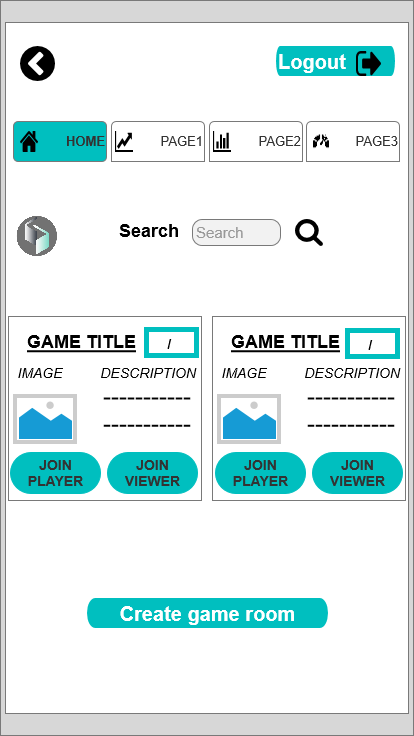 Logout
HOME PAGE1 PAGE2 PAGE3
Search Search
GAME TITLE / GAME TITLE /
IMAGE DESCRIPTION IMAGE DESCRIPTION
----------- -----------
----------- -----------
JOIN PLAYER JOIN VIEWER JOIN PLAYER JOIN VIEWER
Create game room